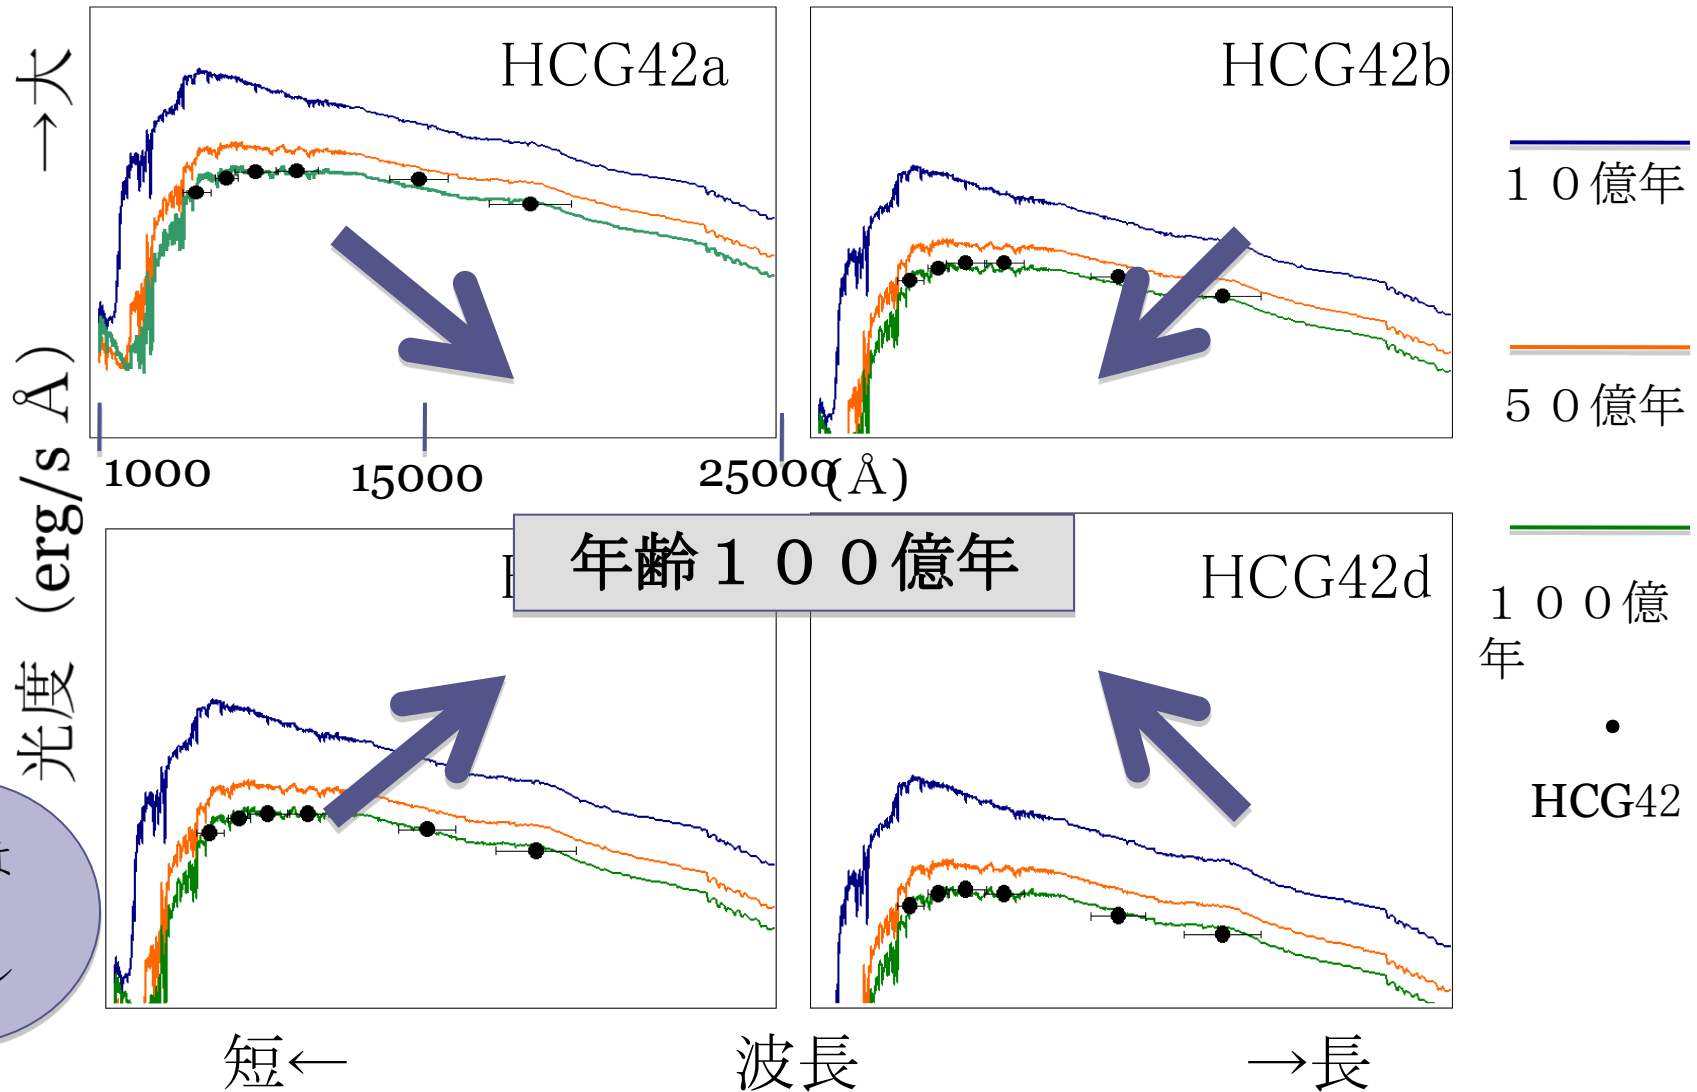 →大
HCG42a
HCG42b
１０億年
５０億年
光度 (erg/s Å)
1000
15000
25000
(Å)
年齢１００億年
HCG42d
１００億
年
HCG42
短←
波長
→長